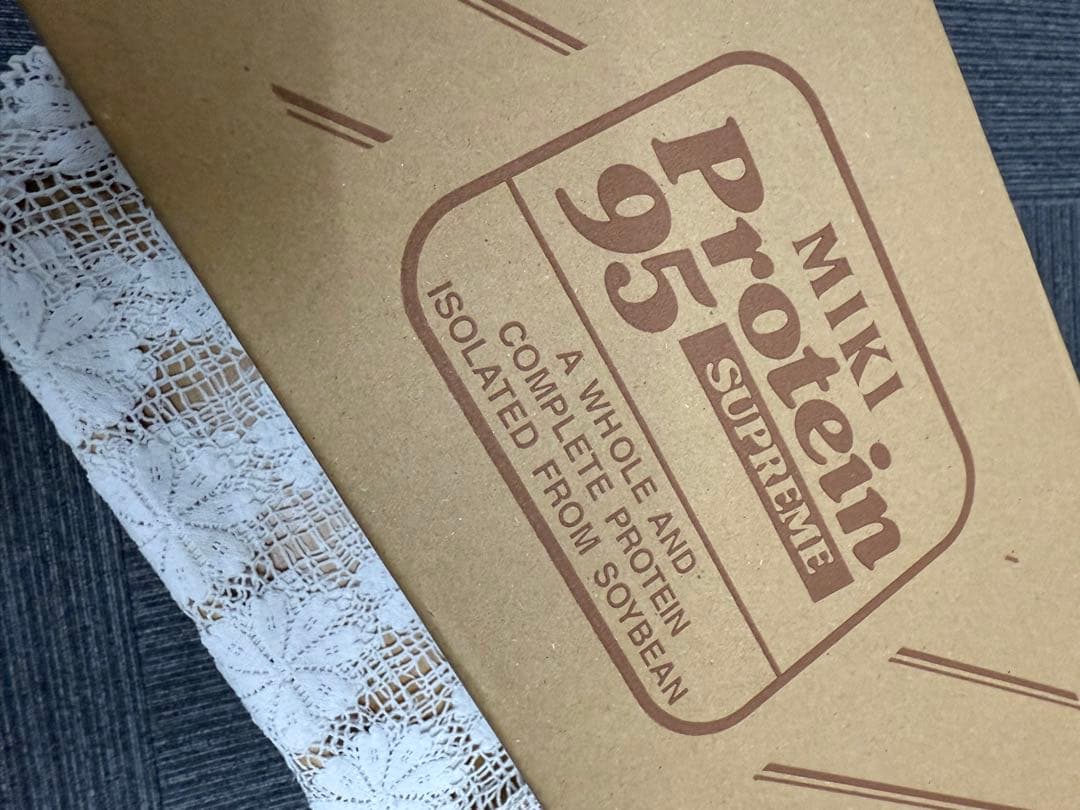 MIKI
Protein
95 SUPREME
A WHOLE AND
COMPLETE PROTEIN
ISOLATED FROM SOYBEAN